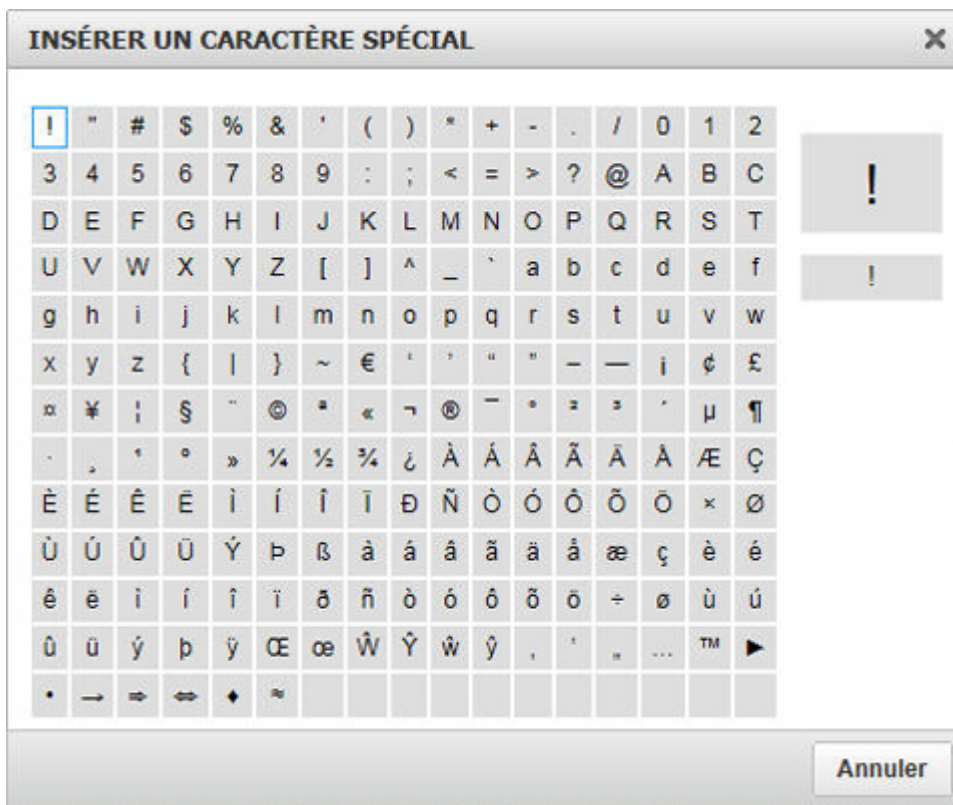 INSÉRER UN CARACTÈRE SPÉCIAL ×
! " # $ % & ' ( ) * + - . / 0 1 2
3 4 5 6 7 8 9 : ; < = > ? @ A B C
D E F G H I J K L M N O P Q R S T
U V W X Y Z [ ] ^ _ ` a b c d e f
g h i j k l m n o p q r s t u v w
x y z { | } ~ € ‘ ’ “ ” – — ¡ ¢ £
¤ ¥ ¦ § ¨ © ª « ¬ ® ¯ ° ² ³ ´ µ ¶
· ¸ ¹ º » ¼ ½ ¾ ¿ À Á Â Ã Ä Å Æ Ç
È É Ê Ë Ì Í Î Ï Ð Ñ Ò Ó Ô Õ Ö × Ø
Ù Ú Û Ü Ý Þ ß à á â ã ä å æ ç è é
ê ë ì í î ï ð ñ ò ó ô õ ö ÷ ø ù ú
û ü ý þ ÿ Œ œ Ŵ Ŷ ŵ ŷ ‚ ‛ „ … ™ ►
• → ⇒ ⇔ ♦ ≈
!
!
Annuler